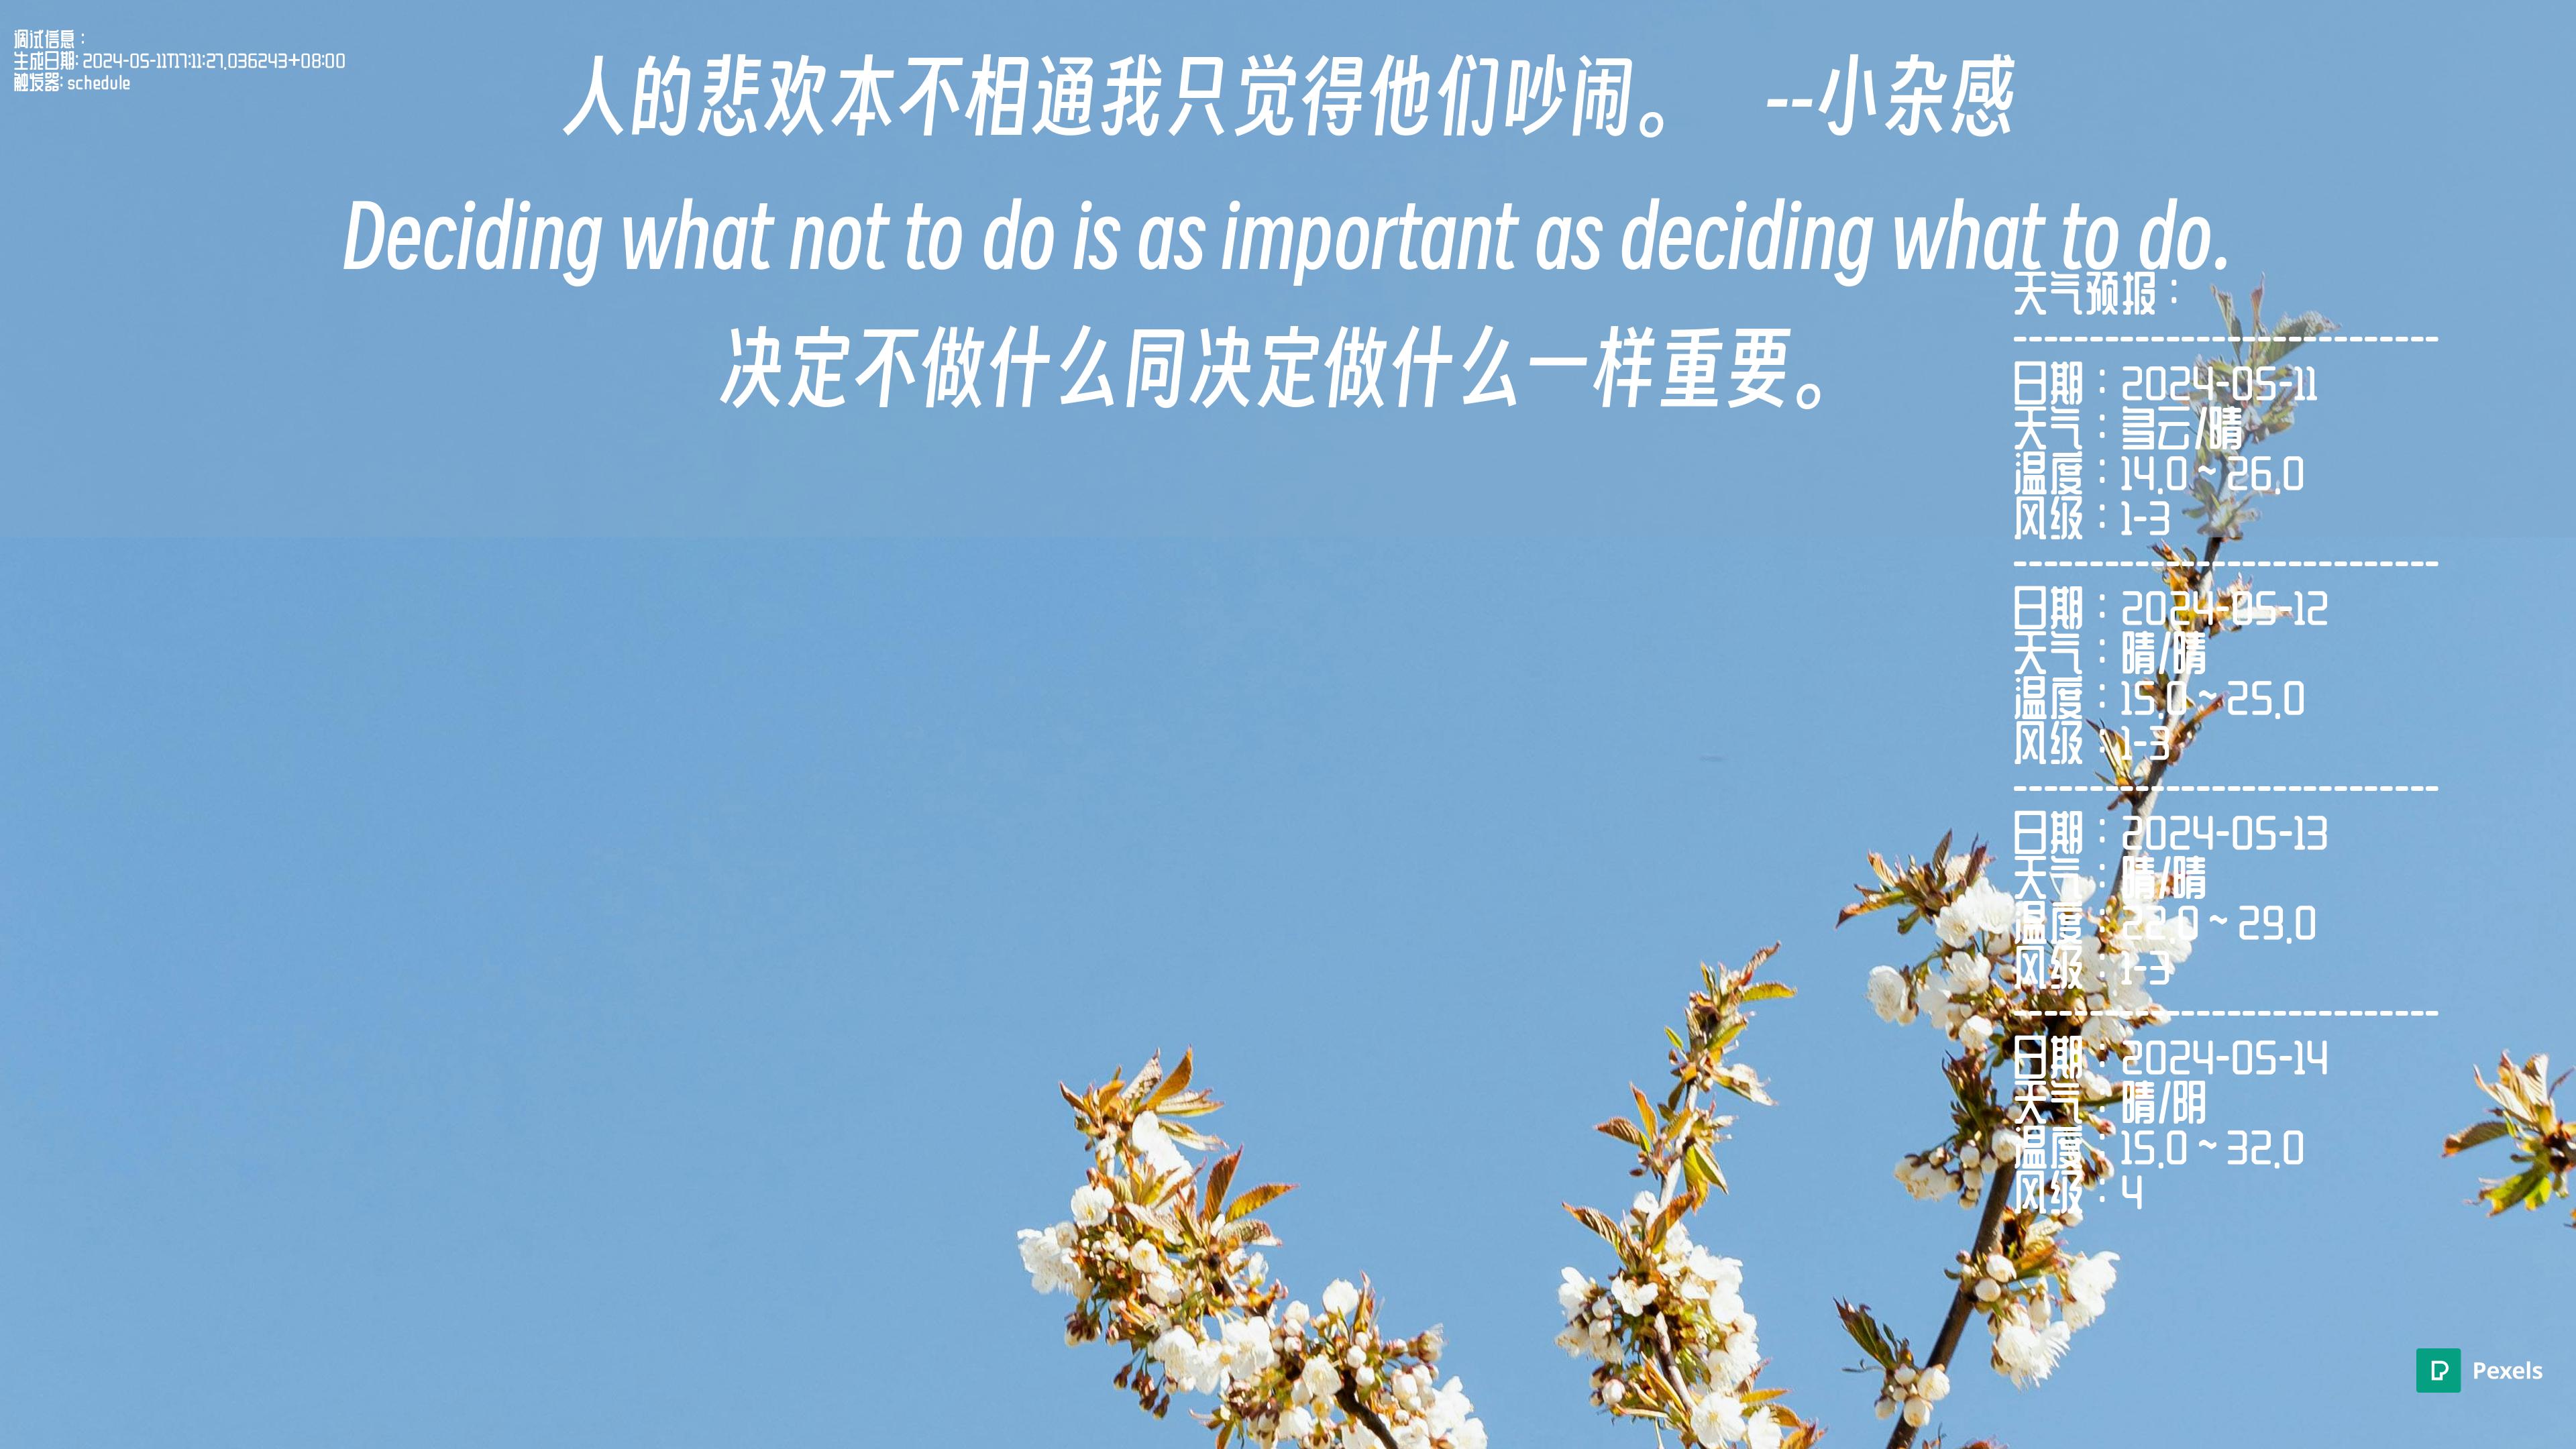 调试信息：
生成日期: 2024-05-11T17:11:27.036243+08:00
触发器: schedule
人的悲欢本不相通我只觉得他们吵闹。 --小杂感
Deciding what not to do is as important as deciding what to do.
决定不做什么同决定做什么一样重要。
天气预报：
------------------------------
日期：2024-05-11
天气：多云/晴
温度：14.0 ~ 26.0
风级：1-3
------------------------------
日期：2024-05-12
天气：晴/晴
温度：15.0 ~ 25.0
风级：1-3
------------------------------
日期：2024-05-13
天气：晴/晴
温度：22.0 ~ 29.0
风级：1-3
------------------------------
日期：2024-05-14
天气：晴/阴
温度：15.0 ~ 32.0
风级：4
Pexels